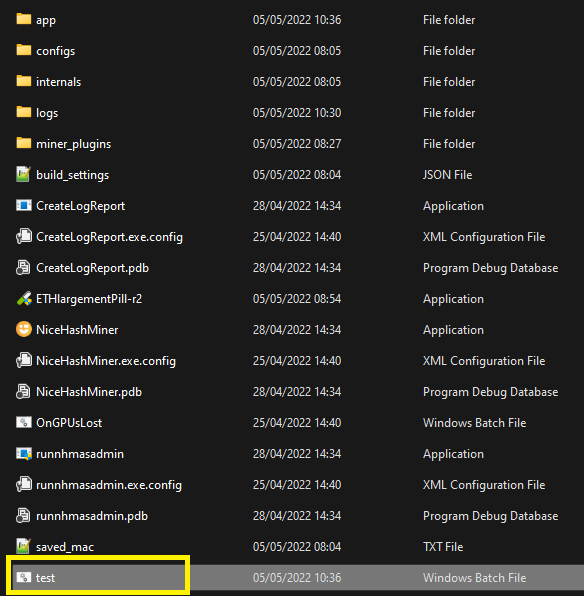 app 05/05/2022 10:36 File folder
configs 05/05/2022 08:05 File folder
internals 05/05/2022 08:05 File folder
logs 05/05/2022 10:30 File folder
miner_plugins 05/05/2022 08:27 File folder
build_settings 05/05/2022 08:04 JSON File
CreateLogReport 28/04/2022 14:34 Application
CreateLogReport.exe.config 25/04/2022 14:40 XML Configuration File
CreateLogReport.pdb 28/04/2022 14:34 Program Debug Database
ETHlargementPill-r2 05/05/2022 08:54 Application
NiceHashMiner 28/04/2022 14:34 Application
NiceHashMiner.exe.config 25/04/2022 14:40 XML Configuration File
NiceHashMiner.pdb 28/04/2022 14:34 Program Debug Database
OnGPUsLost 25/04/2022 14:40 Windows Batch File
runnhmasadmin 28/04/2022 14:34 Application
runnhmasadmin.exe.config 25/04/2022 14:40 XML Configuration File
runnhmasadmin.pdb 28/04/2022 14:34 Program Debug Database
saved_mac 05/05/2022 08:04 TXT File
test 05/05/2022 10:36 Windows Batch File